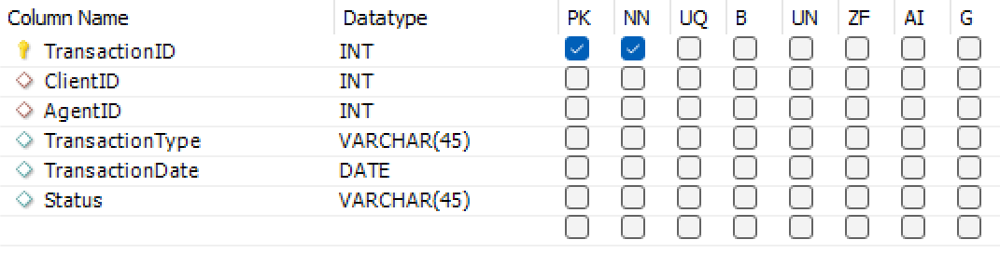 Column Name Datatype PK NN UQ B UN ZF AI G
TransactionID INT
ClientID INT
AgentID INT
TransactionType VARCHAR(45)
TransactionDate DATE
Status VARCHAR(45)